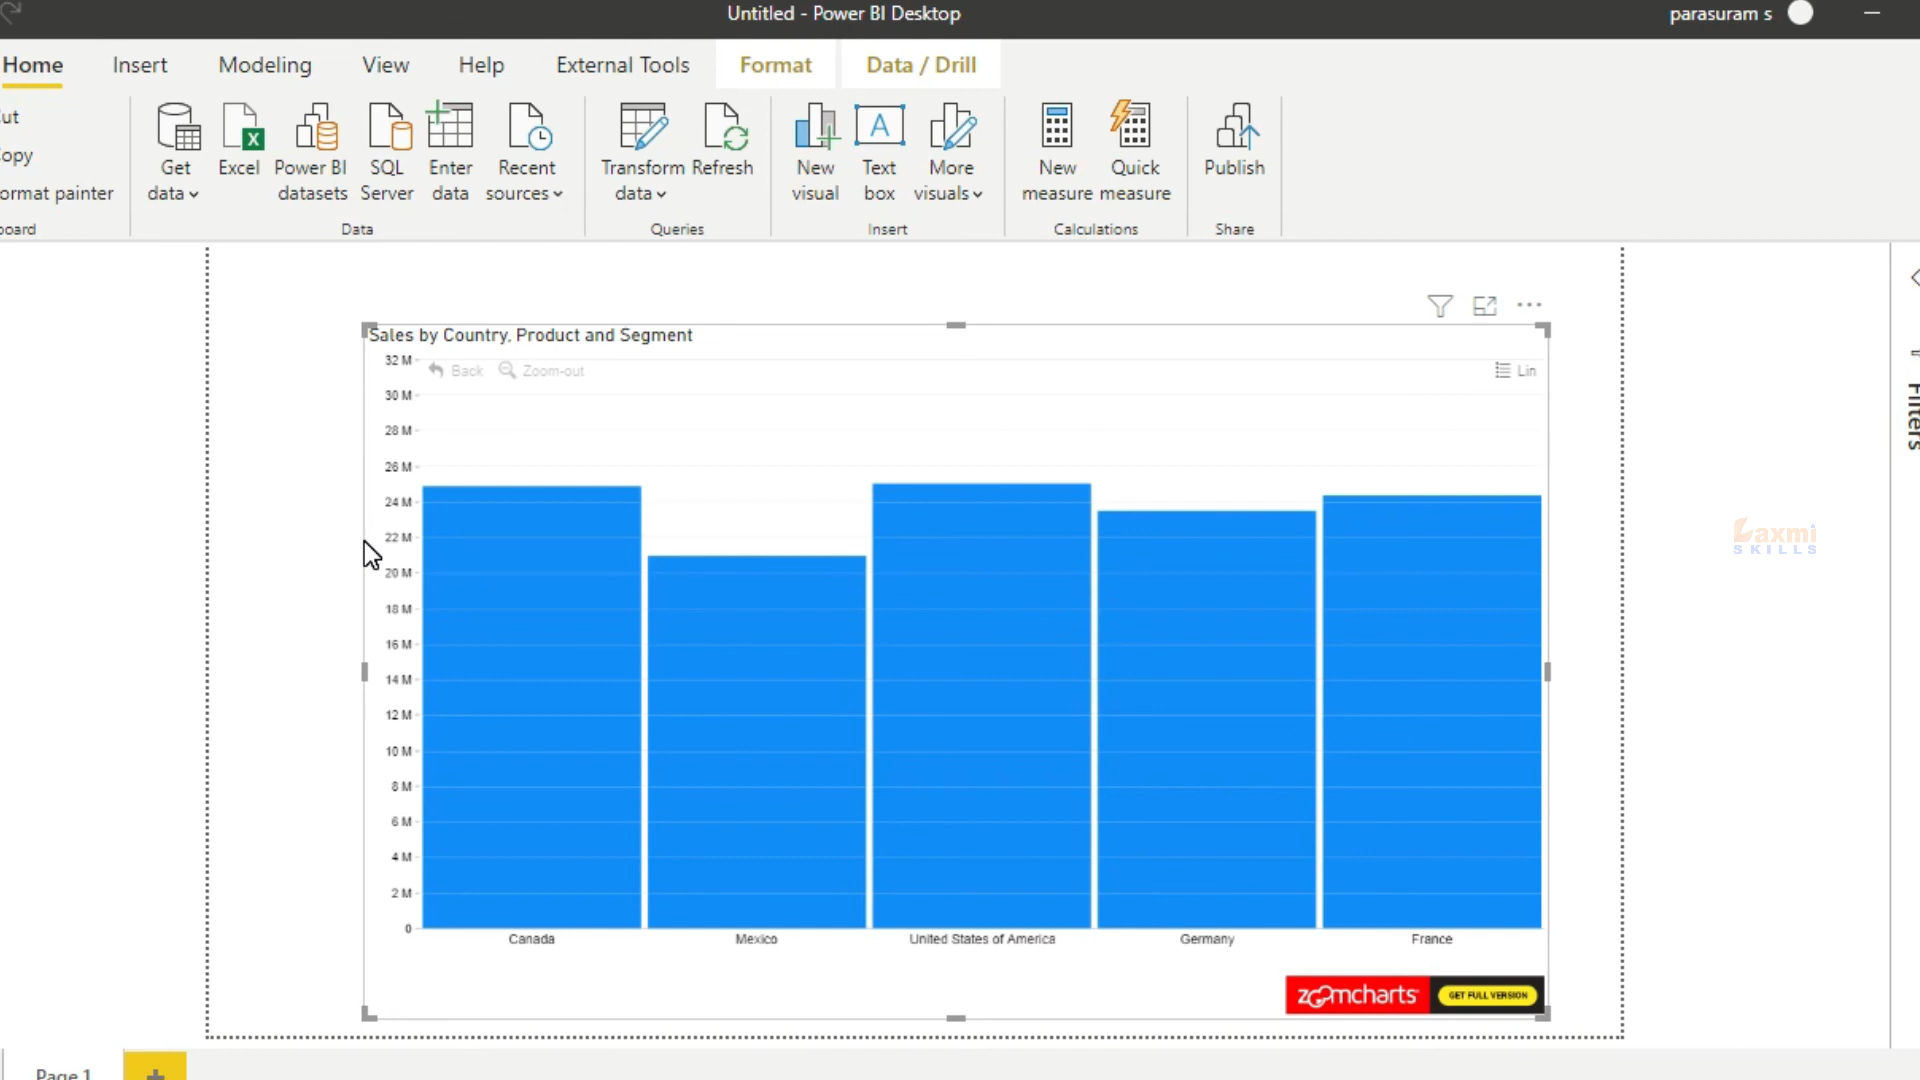 Untitled - Power BI Desktop
parasuram s
Home Insert Modeling View Help External Tools Format Data / Drill
ut
opy
ormat painter
oard
Get data
Excel
Power BI datasets
SQL Server
Enter data
Recent sources
Data
Transform data
Refresh
Queries
New visual
Text box
More visuals
Insert
New measure
Quick measure
Calculations
Publish
Share
Filters
Sales by Country, Product and Segment
Back Zoom-out
Lin
32 M
30 M
28 M
26 M
24 M
22 M
20 M
18 M
16 M
14 M
12 M
10 M
8 M
6 M
4 M
2 M
0
Canada Mexico United States of America Germany France
Laxmi
SKILLS
zoomcharts GET FULL VERSION
Page 1